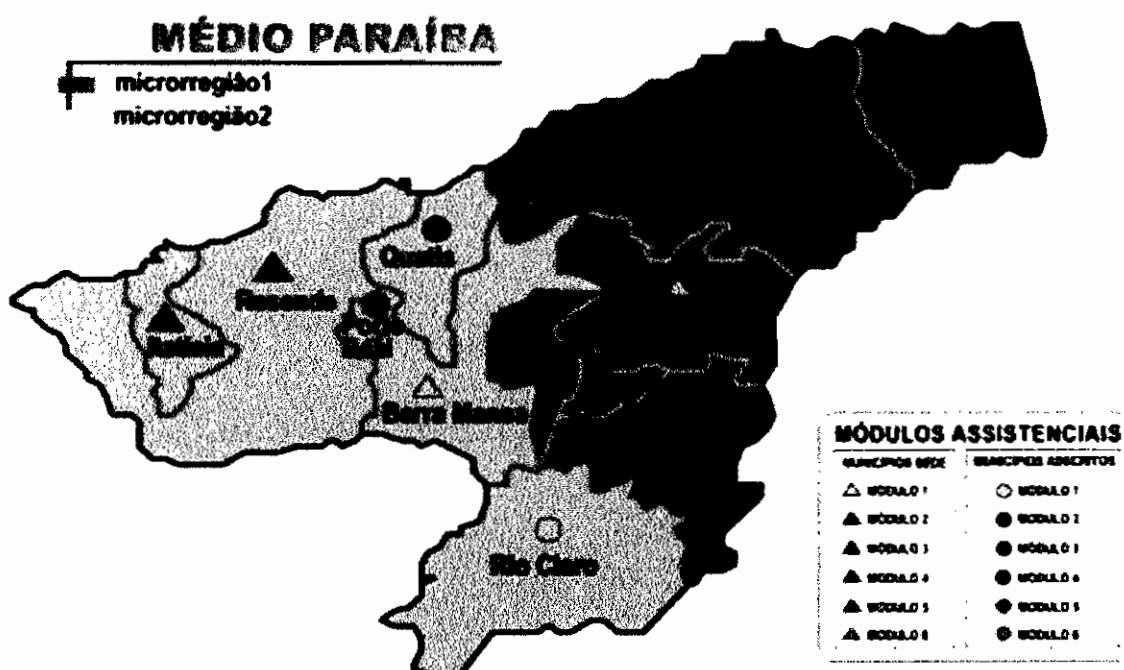 MÉDIO PARAÍBA
microrregião1
microrregião2
Quatis
Resende
Porto
Real
Itatiaia
Barra Mansa
Rio Claro
MÓDULOS ASSISTENCIAIS
MUNICÍPIOS SEDE MUNICÍPIOS ADSCRITOS
MÓDULO 1 MÓDULO 1
MÓDULO 2 MÓDULO 2
MÓDULO 3 MÓDULO 3
MÓDULO 4 MÓDULO 4
MÓDULO 5 MÓDULO 5
MÓDULO 6 MÓDULO 6